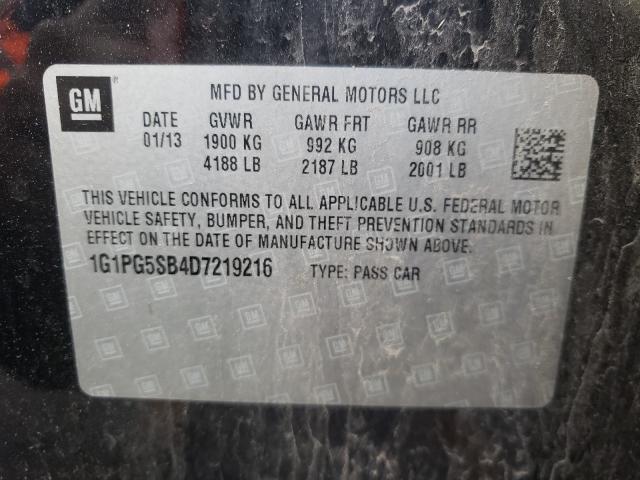 GM
MFD BY GENERAL MOTORS LLC
DATE GVWR GAWR FRT GAWR RR
01/13 1900 KG 992 KG 908 KG
4188 LB 2187 LB 2001 LB
THIS VEHICLE CONFORMS TO ALL APPLICABLE U.S. FEDERAL MOTOR
VEHICLE SAFETY, BUMPER, AND THEFT PREVENTION STANDARDS IN
EFFECT ON THE DATE OF MANUFACTURE SHOWN ABOVE.
1G1PG5SB4D7219216 TYPE: PASS CAR